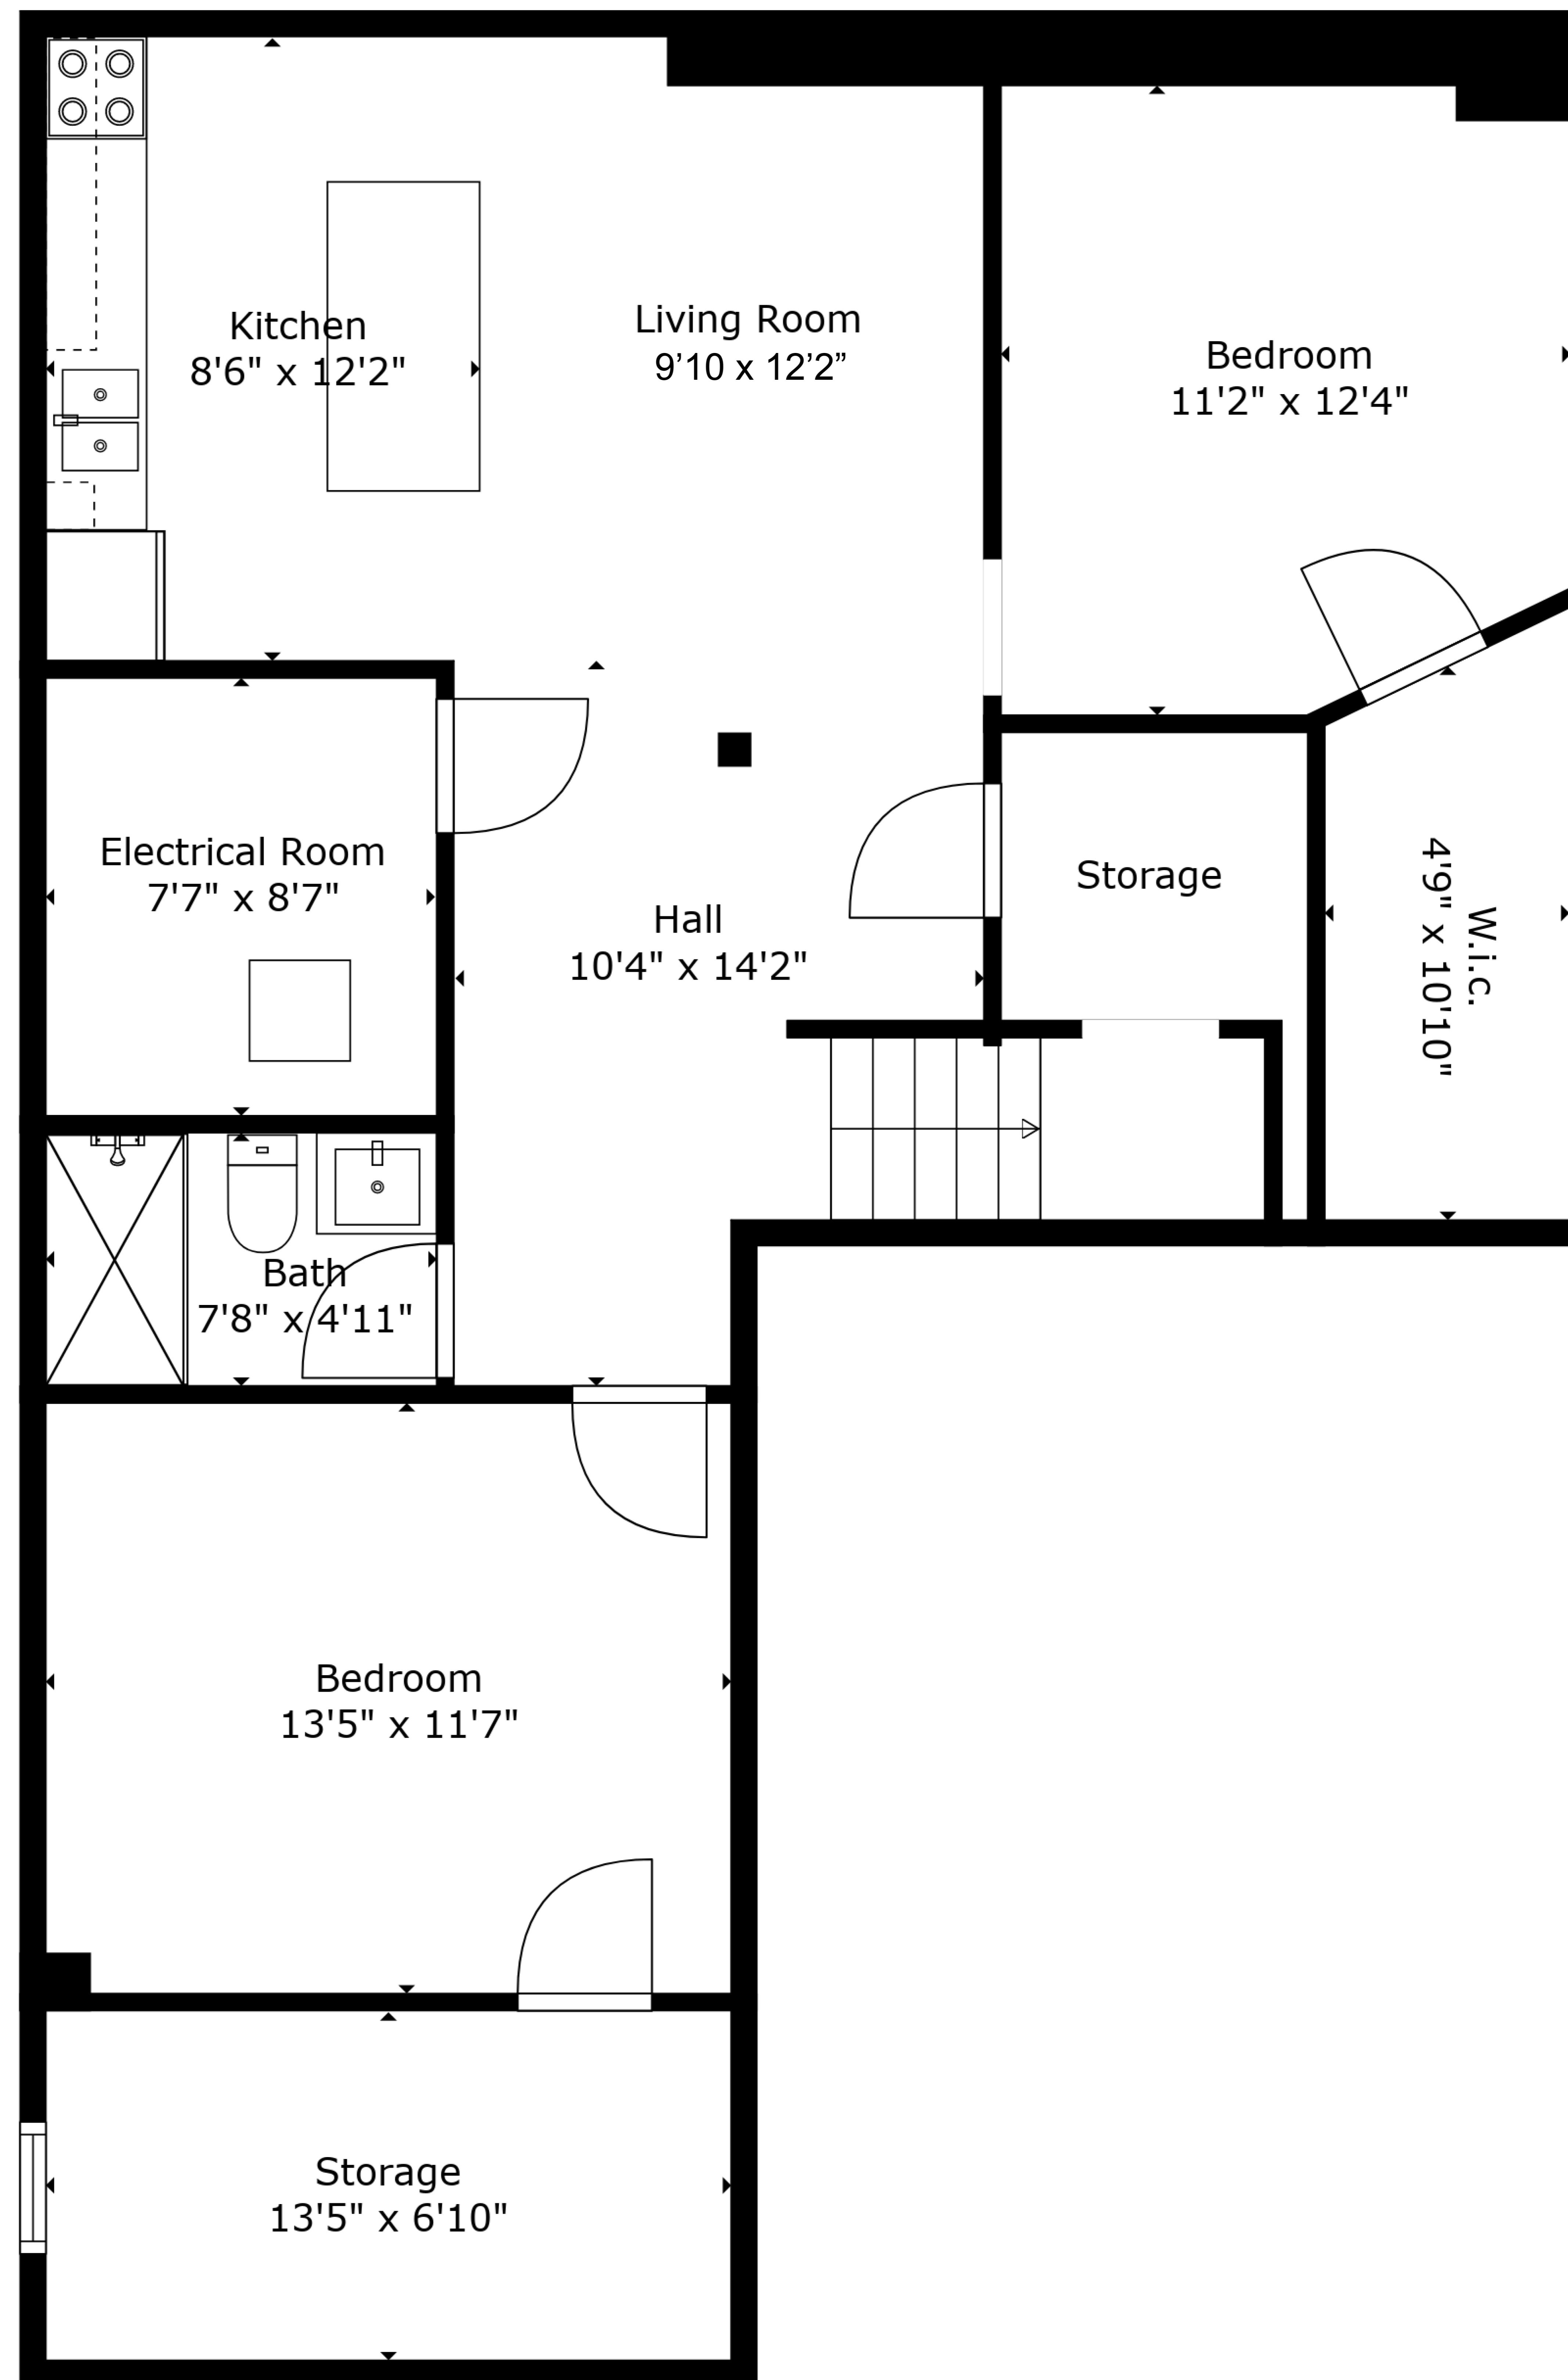 Kitchen
8'6" x 12'2"
Living Room
9’10 x 12’2”
Bedroom
11'2" x 12'4"
Electrical Room
7'7" x 8'7"
Hall
10'4" x 14'2"
Storage
W.i.c.
4'9" x 10'10"
Bath
7'8" x 4'11"
Bedroom
13'5" x 11'7"
Storage
13'5" x 6'10"